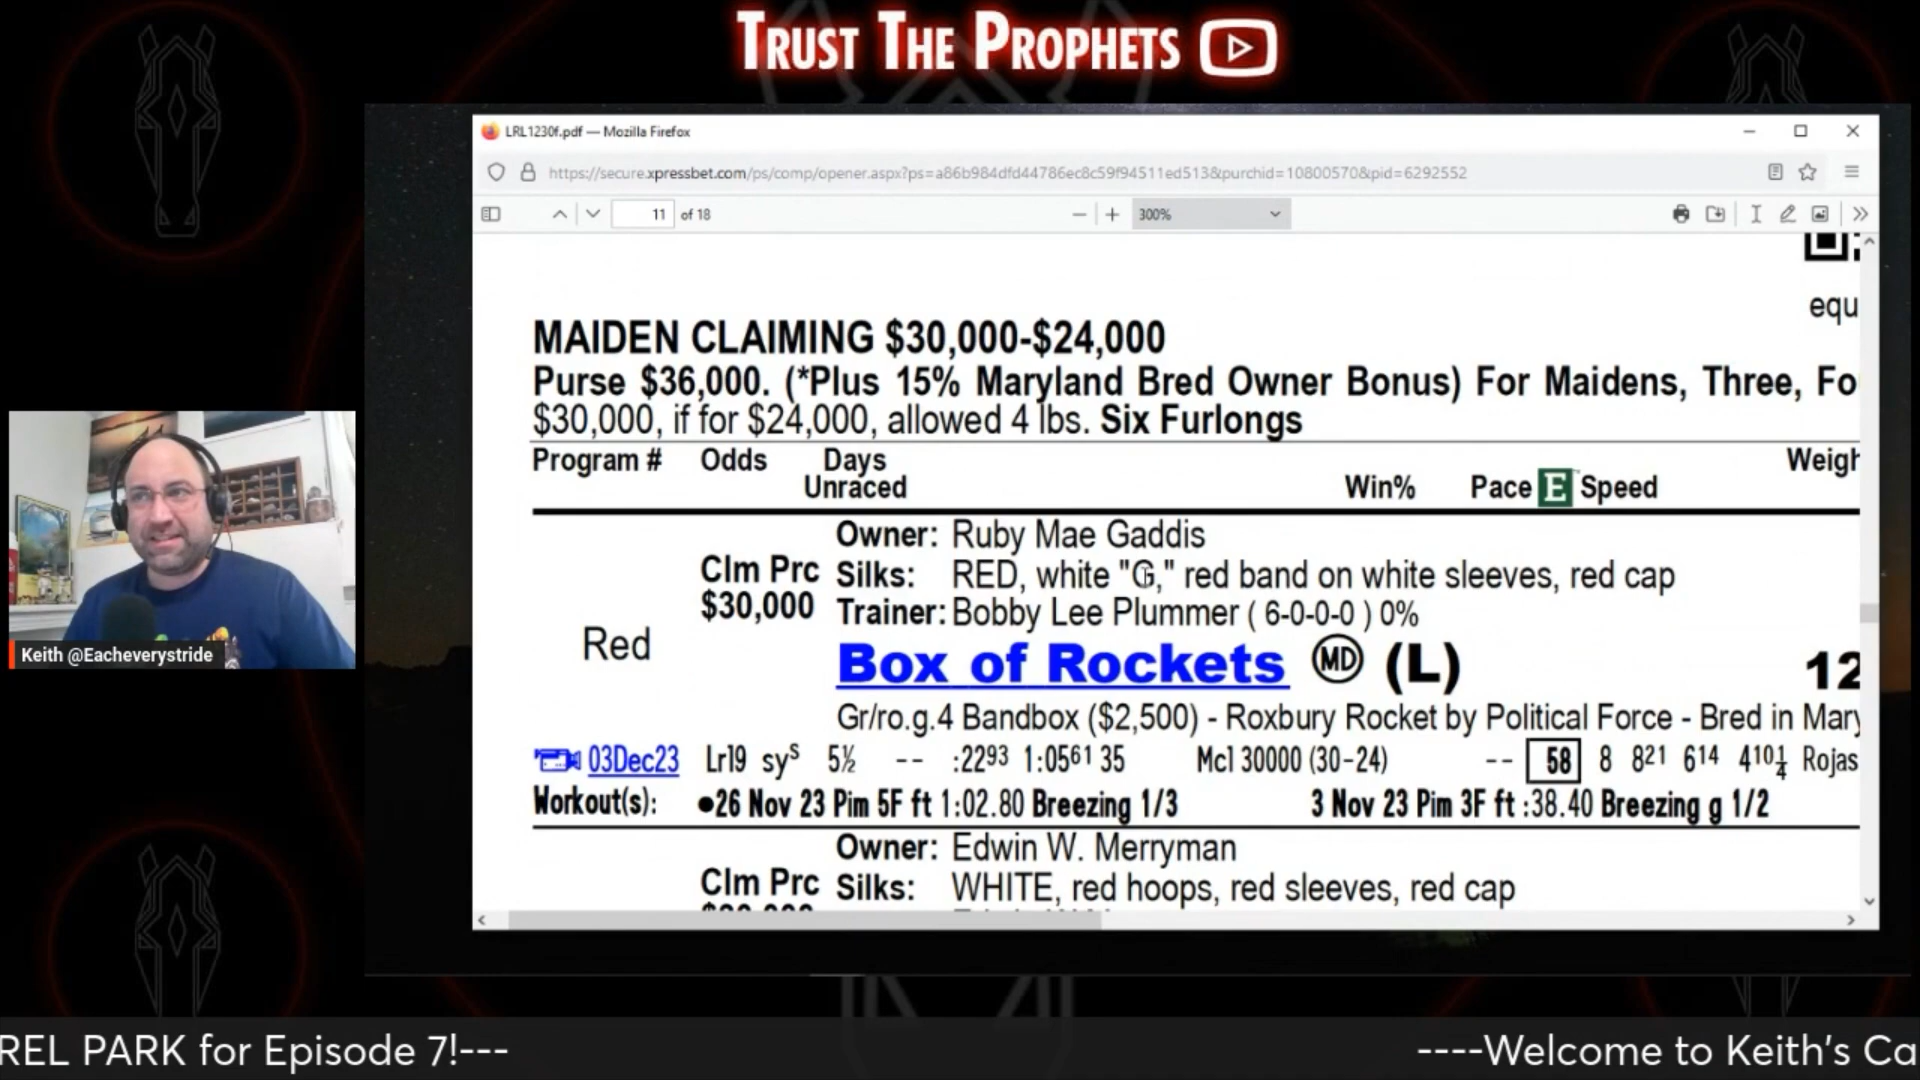 TRUST THE PROPHETS
LRL1230f.pdf — Mozilla Firefox
https://secure.xpressbet.com/ps/comp/opener.aspx?ps=a86b984dfd44786ec8c59f94511ed513&purchid=10800570&pid=6292552
11 of 18
300%
equ
MAIDEN CLAIMING $30,000-$24,000
Purse $36,000. (*Plus 15% Maryland Bred Owner Bonus) For Maidens, Three, Fo
$30,000, if for $24,000, allowed 4 lbs. Six Furlongs
Program # Odds Days Weigh
Unraced Win% Pace E Speed
Owner: Ruby Mae Gaddis
Clm Prc Silks: RED, white "G," red band on white sleeves, red cap
$30,000 Trainer: Bobby Lee Plummer ( 6-0-0-0 ) 0%
Red
Box of Rockets MD (L) 12
Gr/ro.g.4 Bandbox ($2,500) - Roxbury Rocket by Political Force - Bred in Mary
03Dec23 Lrl9 sys 5½ -- :2293 1:0561 35 Mcl 30000 (30-24) -- 58 8 821 614 410¼ Rojas
Workout(s): ●26 Nov 23 Pim 5F ft 1:02.80 Breezing 1/3 3 Nov 23 Pim 3F ft :38.40 Breezing g 1/2
Owner: Edwin W. Merryman
Clm Prc Silks: WHITE, red hoops, red sleeves, red cap
Keith @Eacheverystride
REL PARK for Episode 7!--- ----Welcome to Keith's Ca